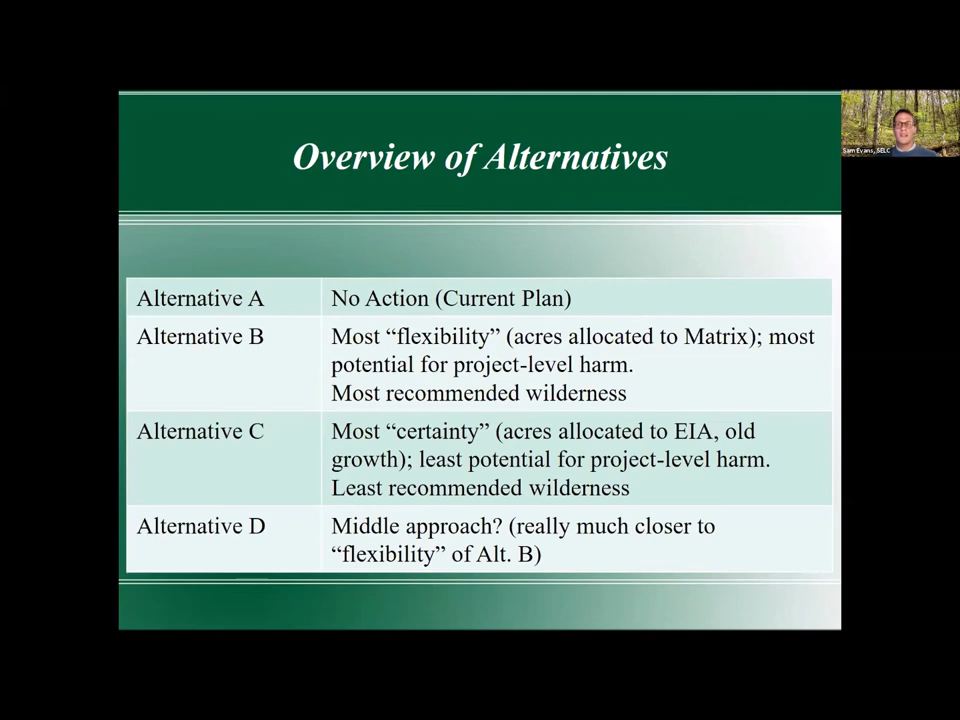 Overview of Alternatives
Sam Evans, SELC
Alternative A
No Action (Current Plan)
Alternative B
Most “flexibility” (acres allocated to Matrix); most
potential for project-level harm.
Most recommended wilderness
Alternative C
Most “certainty” (acres allocated to EIA, old
growth); least potential for project-level harm.
Least recommended wilderness
Alternative D
Middle approach? (really much closer to
“flexibility” of Alt. B)